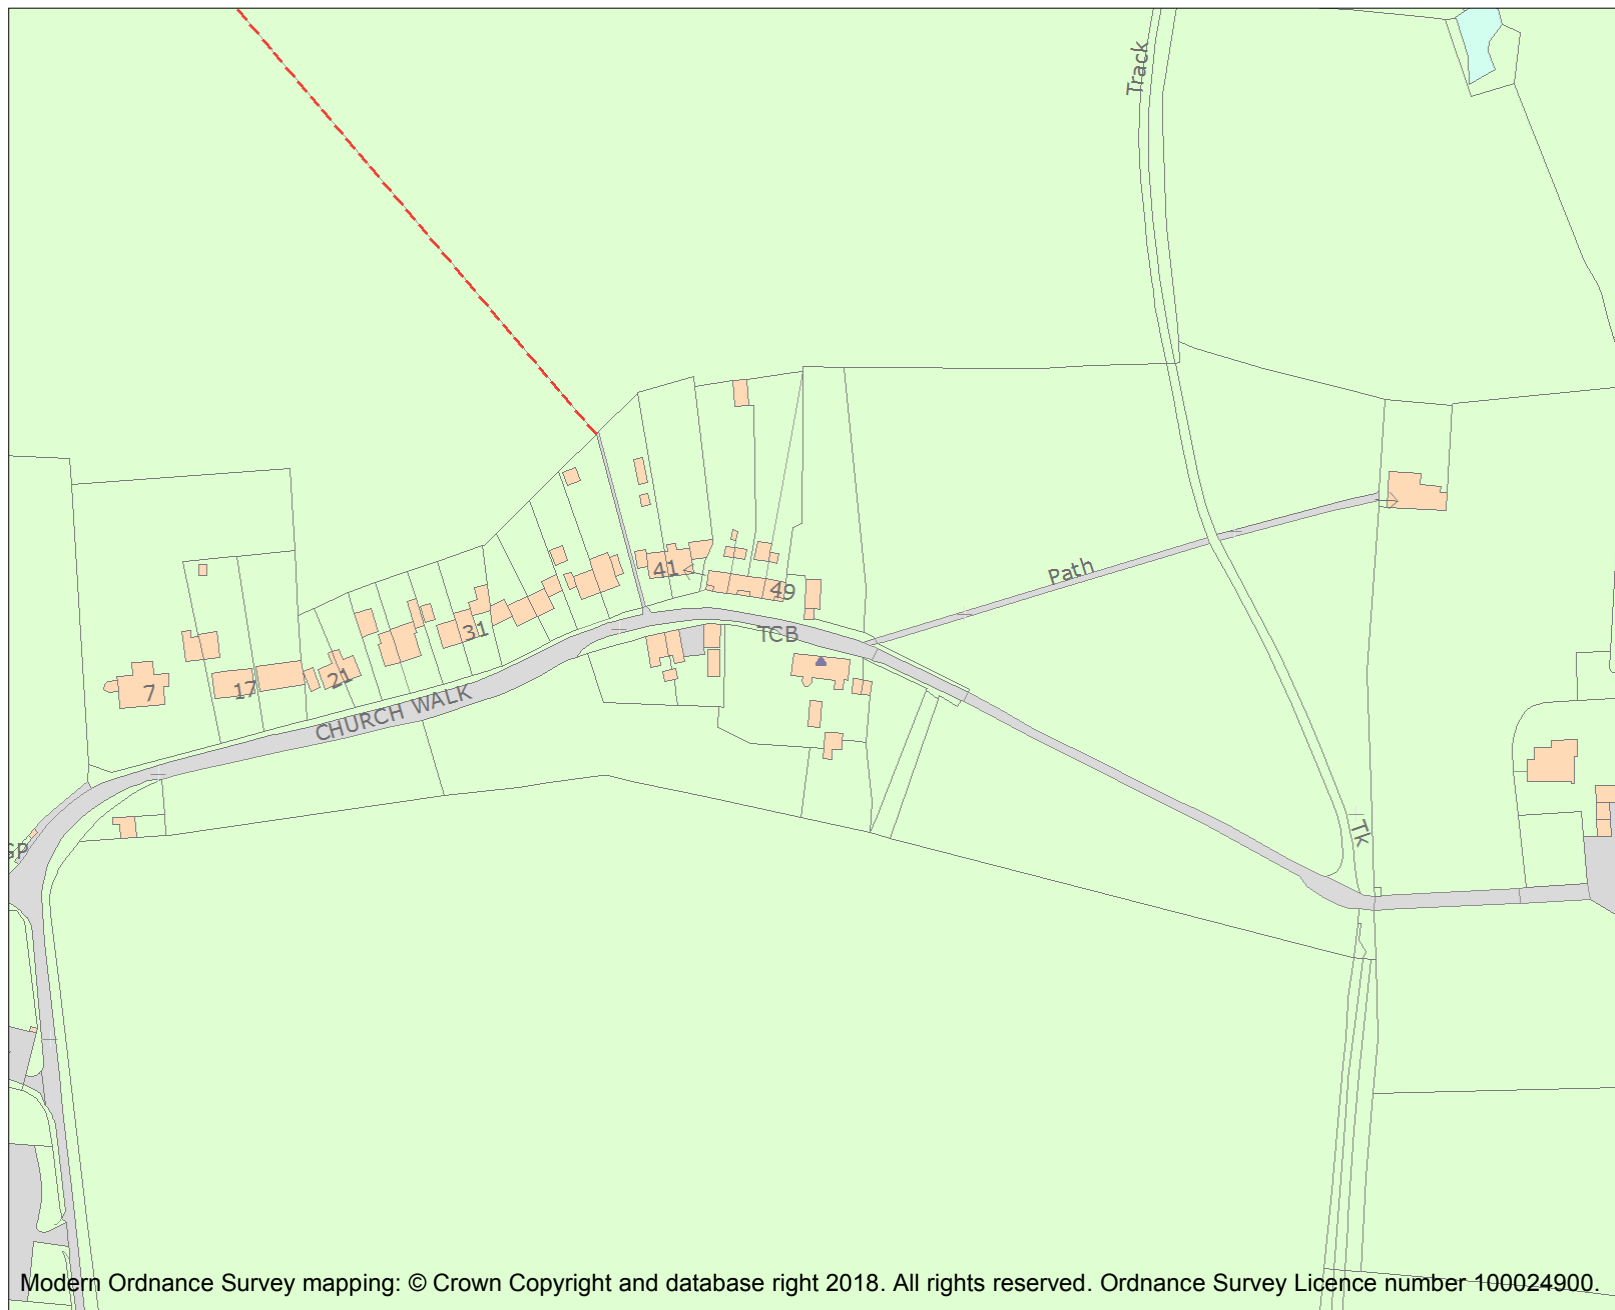 Track
41
49
Path
31
TCB
21
17
7
CHURCH WALK
Tk
GP
Modern Ordnance Survey mapping: © Crown Copyright and database right 2018. All rights reserved. Ordnance Survey Licence number 100024900.